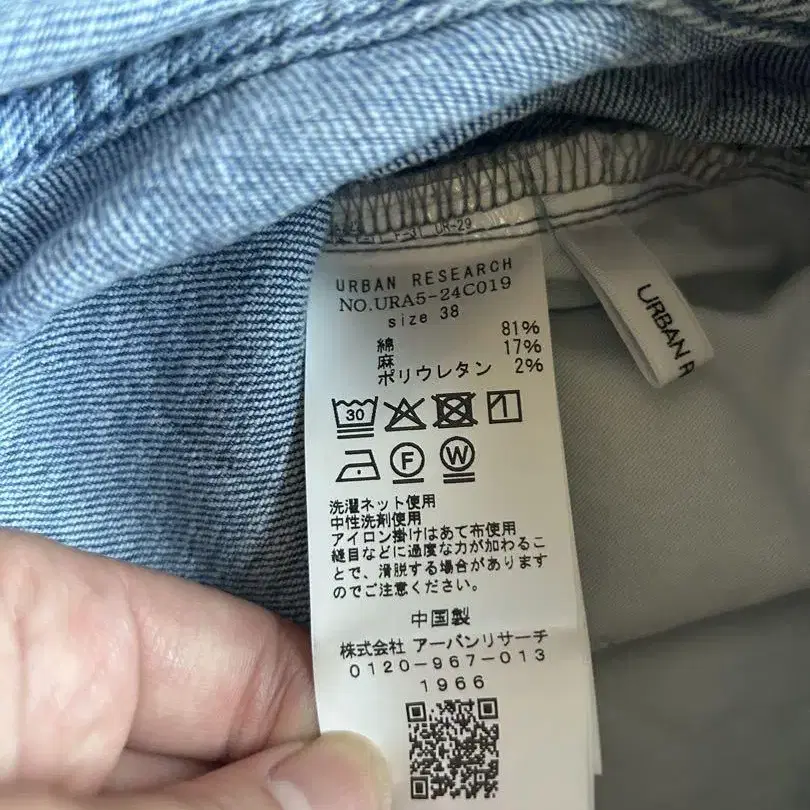 UR-29
URBAN RESEARCH
NO.URA5-24C019
size 38
綿 81%
麻 17%
ポリウレタン 2%
30
F
W
洗濯ネット使用
中性洗剤使用
アイロン掛けはあて布使用
縫目などに過度な力が加わるこ
とで、滑脱する場合があります
のでご注意ください。
中国製
株式会社 アーバンリサーチ
0120-967-013
1966
URBAN R